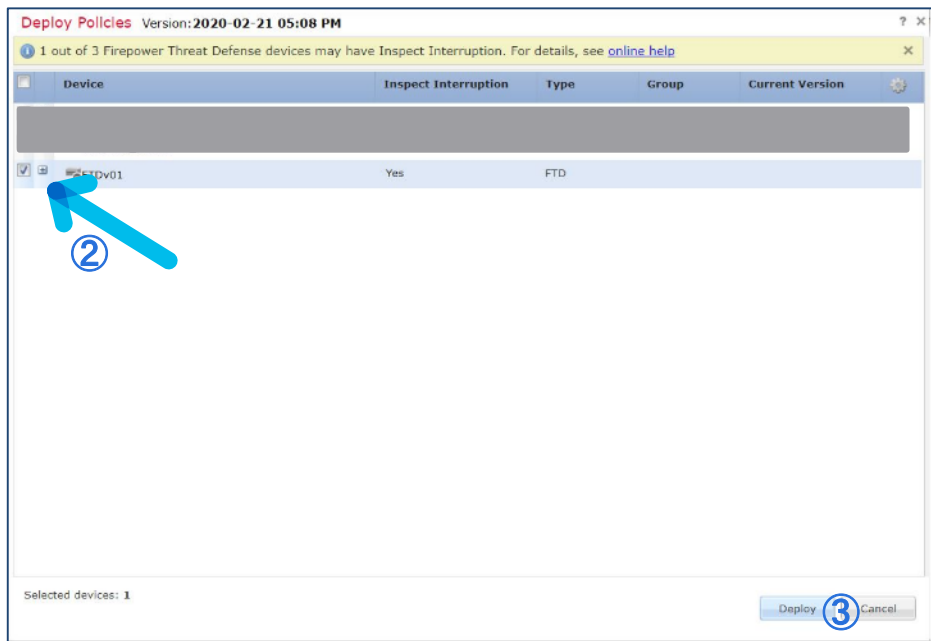 Deploy Policies Version:2020-02-21 05:08 PM ? ×
1 out of 3 Firepower Threat Defense devices may have Inspect Interruption. For details, see online help ×
Device Inspect Interruption Type Group Current Version
FTDv01 Yes FTD
②
Selected devices: 1
Deploy ③ Cancel